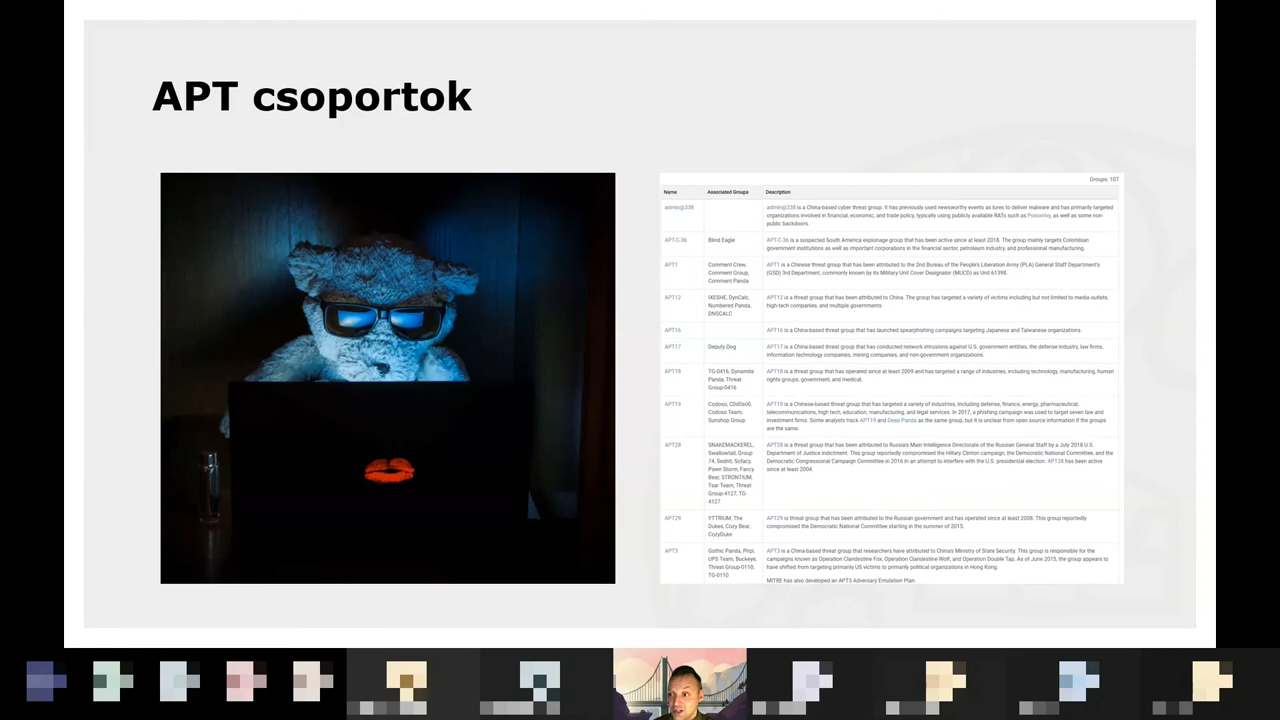 APT csoportok
Groups: 107
Name Associated Groups Description
admin@338 admin@338 is a China-based cyber threat group. It has previously used newsworthy events as lures to deliver malware and has primarily targeted
organizations involved in financial, economic, and trade policy, typically using publicly available RATs such as PoisonIvy, as well as some non-
public backdoors.
APT-C-36 Blind Eagle APT-C-36 is a suspected South America espionage group that has been active since at least 2018. The group mainly targets Colombian
government institutions as well as important corporations in the financial sector, petroleum industry, and professional manufacturing.
APT1 Comment Crew, APT1 is a Chinese threat group that has been attributed to the 2nd Bureau of the People's Liberation Army (PLA) General Staff Department's
Comment Group, (GSD) 3rd Department, commonly known by its Military Unit Cover Designator (MUCD) as Unit 61398.
Comment Panda
APT12 IXESHE, DynCalc, APT12 is a threat group that has been attributed to China. The group has targeted a variety of victims including but not limited to media outlets,
Numbered Panda, high-tech companies, and multiple governments.
DNSCALC
APT16 APT16 is a China-based threat group that has launched spearphishing campaigns targeting Japanese and Taiwanese organizations.
APT17 Deputy Dog APT17 is a China-based threat group that has conducted network intrusions against U.S. government entities, the defense industry, law firms,
information technology companies, mining companies, and non-government organizations.
APT18 TG-0416, Dynamite APT18 is a threat group that has operated since at least 2009 and has targeted a range of industries, including technology, manufacturing, human
Panda, Threat rights groups, government, and medical.
Group-0416
APT19 Codoso, C0d0so0, APT19 is a Chinese-based threat group that has targeted a variety of industries, including defense, finance, energy, pharmaceutical,
Codoso Team, telecommunications, high tech, education, manufacturing, and legal services. In 2017, a phishing campaign was used to target seven law and
Sunshop Group investment firms. Some analysts track APT19 and Deep Panda as the same group, but it is unclear from open source information if the groups
are the same.
APT28 SNAKEMACKEREL, APT28 is a threat group that has been attributed to Russia's Main Intelligence Directorate of the Russian General Staff by a July 2018 U.S.
Swallowtail, Group Department of Justice indictment. This group reportedly compromised the Hillary Clinton campaign, the Democratic National Committee, and the
74, Sednit, Sofacy, Democratic Congressional Campaign Committee in 2016 in an attempt to interfere with the U.S. presidential election. APT28 has been active
Pawn Storm, Fancy since at least 2004.
Bear, STRONTIUM,
Tsar Team, Threat
Group-4127, TG-
4127
APT29 YTTRIUM, The APT29 is threat group that has been attributed to the Russian government and has operated since at least 2008. This group reportedly
Dukes, Cozy Bear, compromised the Democratic National Committee starting in the summer of 2015.
CozyDuke
APT3 Gothic Panda, Pirpi, APT3 is a China-based threat group that researchers have attributed to China's Ministry of State Security. This group is responsible for the
UPS Team, Buckeye, campaigns known as Operation Clandestine Fox, Operation Clandestine Wolf, and Operation Double Tap. As of June 2015, the group appears to
Threat Group-0110, have shifted from targeting primarily US victims to primarily political organizations in Hong Kong.
TG-0110
MITRE has also developed an APT3 Adversary Emulation Plan.